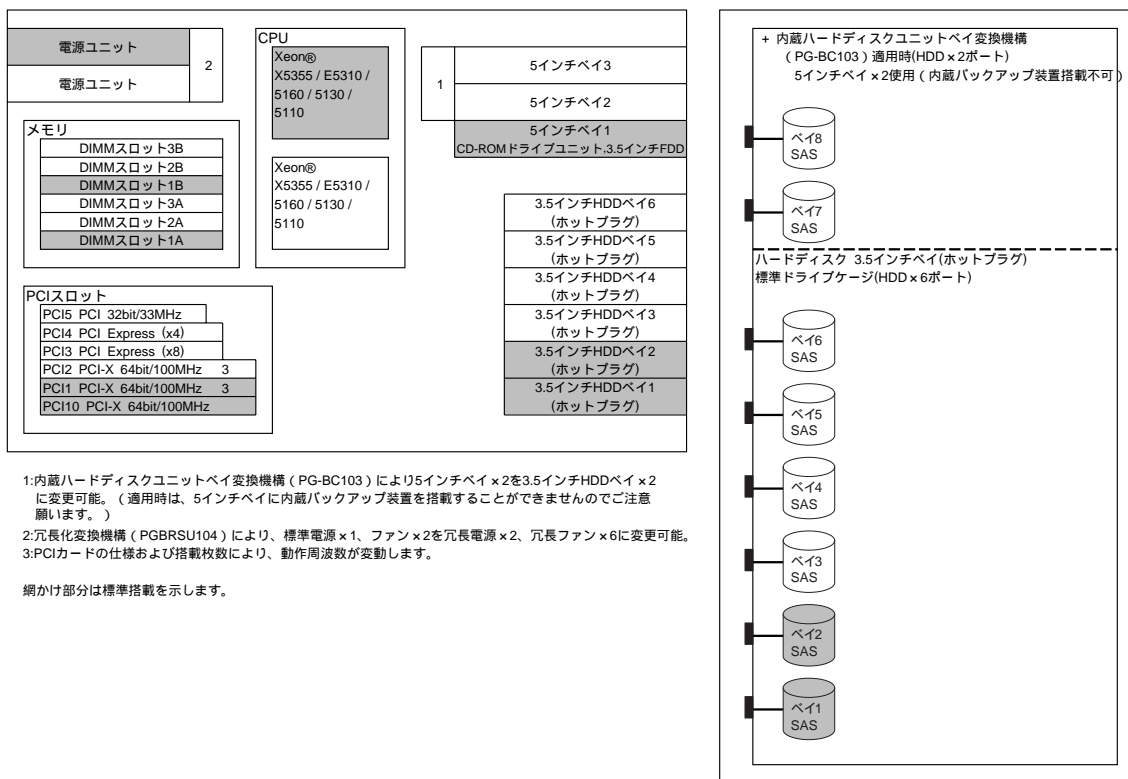 電源ユニット
電源ユニット
2
メモリ
DIMMスロット3B
DIMMスロット2B
DIMMスロット1B
DIMMスロット3A
DIMMスロット2A
DIMMスロット1A
PCIスロット
PCI5 PCI 32bit/33MHz
PCI4 PCI Express (x4)
PCI3 PCI Express (x8)
PCI2 PCI-X 64bit/100MHz 3
PCI1 PCI-X 64bit/100MHz 3
PCI10 PCI-X 64bit/100MHz
CPU
Xeon®
X5355 / E5310 /
5160 / 5130 /
5110
Xeon®
X5355 / E5310 /
5160 / 5130 /
5110
1
5インチベイ3
5インチベイ2
5インチベイ1
CD-ROMドライブユニット,3.5インチFDD
3.5インチHDDベイ6
(ホットプラグ)
3.5インチHDDベイ5
(ホットプラグ)
3.5インチHDDベイ4
(ホットプラグ)
3.5インチHDDベイ3
(ホットプラグ)
3.5インチHDDベイ2
(ホットプラグ)
3.5インチHDDベイ1
(ホットプラグ)
1:内蔵ハードディスクユニットベイ変換機構(PG-BC103)により5インチベイ×2を3.5インチHDDベイ×2
に変更可能。(適用時は、5インチベイに内蔵バックアップ装置を搭載することができませんのでご注意
願います。)
2:冗長化変換機構(PGBRSU104)により、標準電源×1、ファン×2を冗長電源×2、冗長ファン×6に変更可能。
3:PCIカードの仕様および搭載枚数により、動作周波数が変動します。
網かけ部分は標準搭載を示します。
+ 内蔵ハードディスクユニットベイ変換機構
(PG-BC103)適用時(HDD×2ポート)
5インチベイ×2使用(内蔵バックアップ装置搭載不可)
ベイ8
SAS
ベイ7
SAS
ハードディスク 3.5インチベイ(ホットプラグ)
標準ドライブケージ(HDD×6ポート)
ベイ6
SAS
ベイ5
SAS
ベイ4
SAS
ベイ3
SAS
ベイ2
SAS
ベイ1
SAS